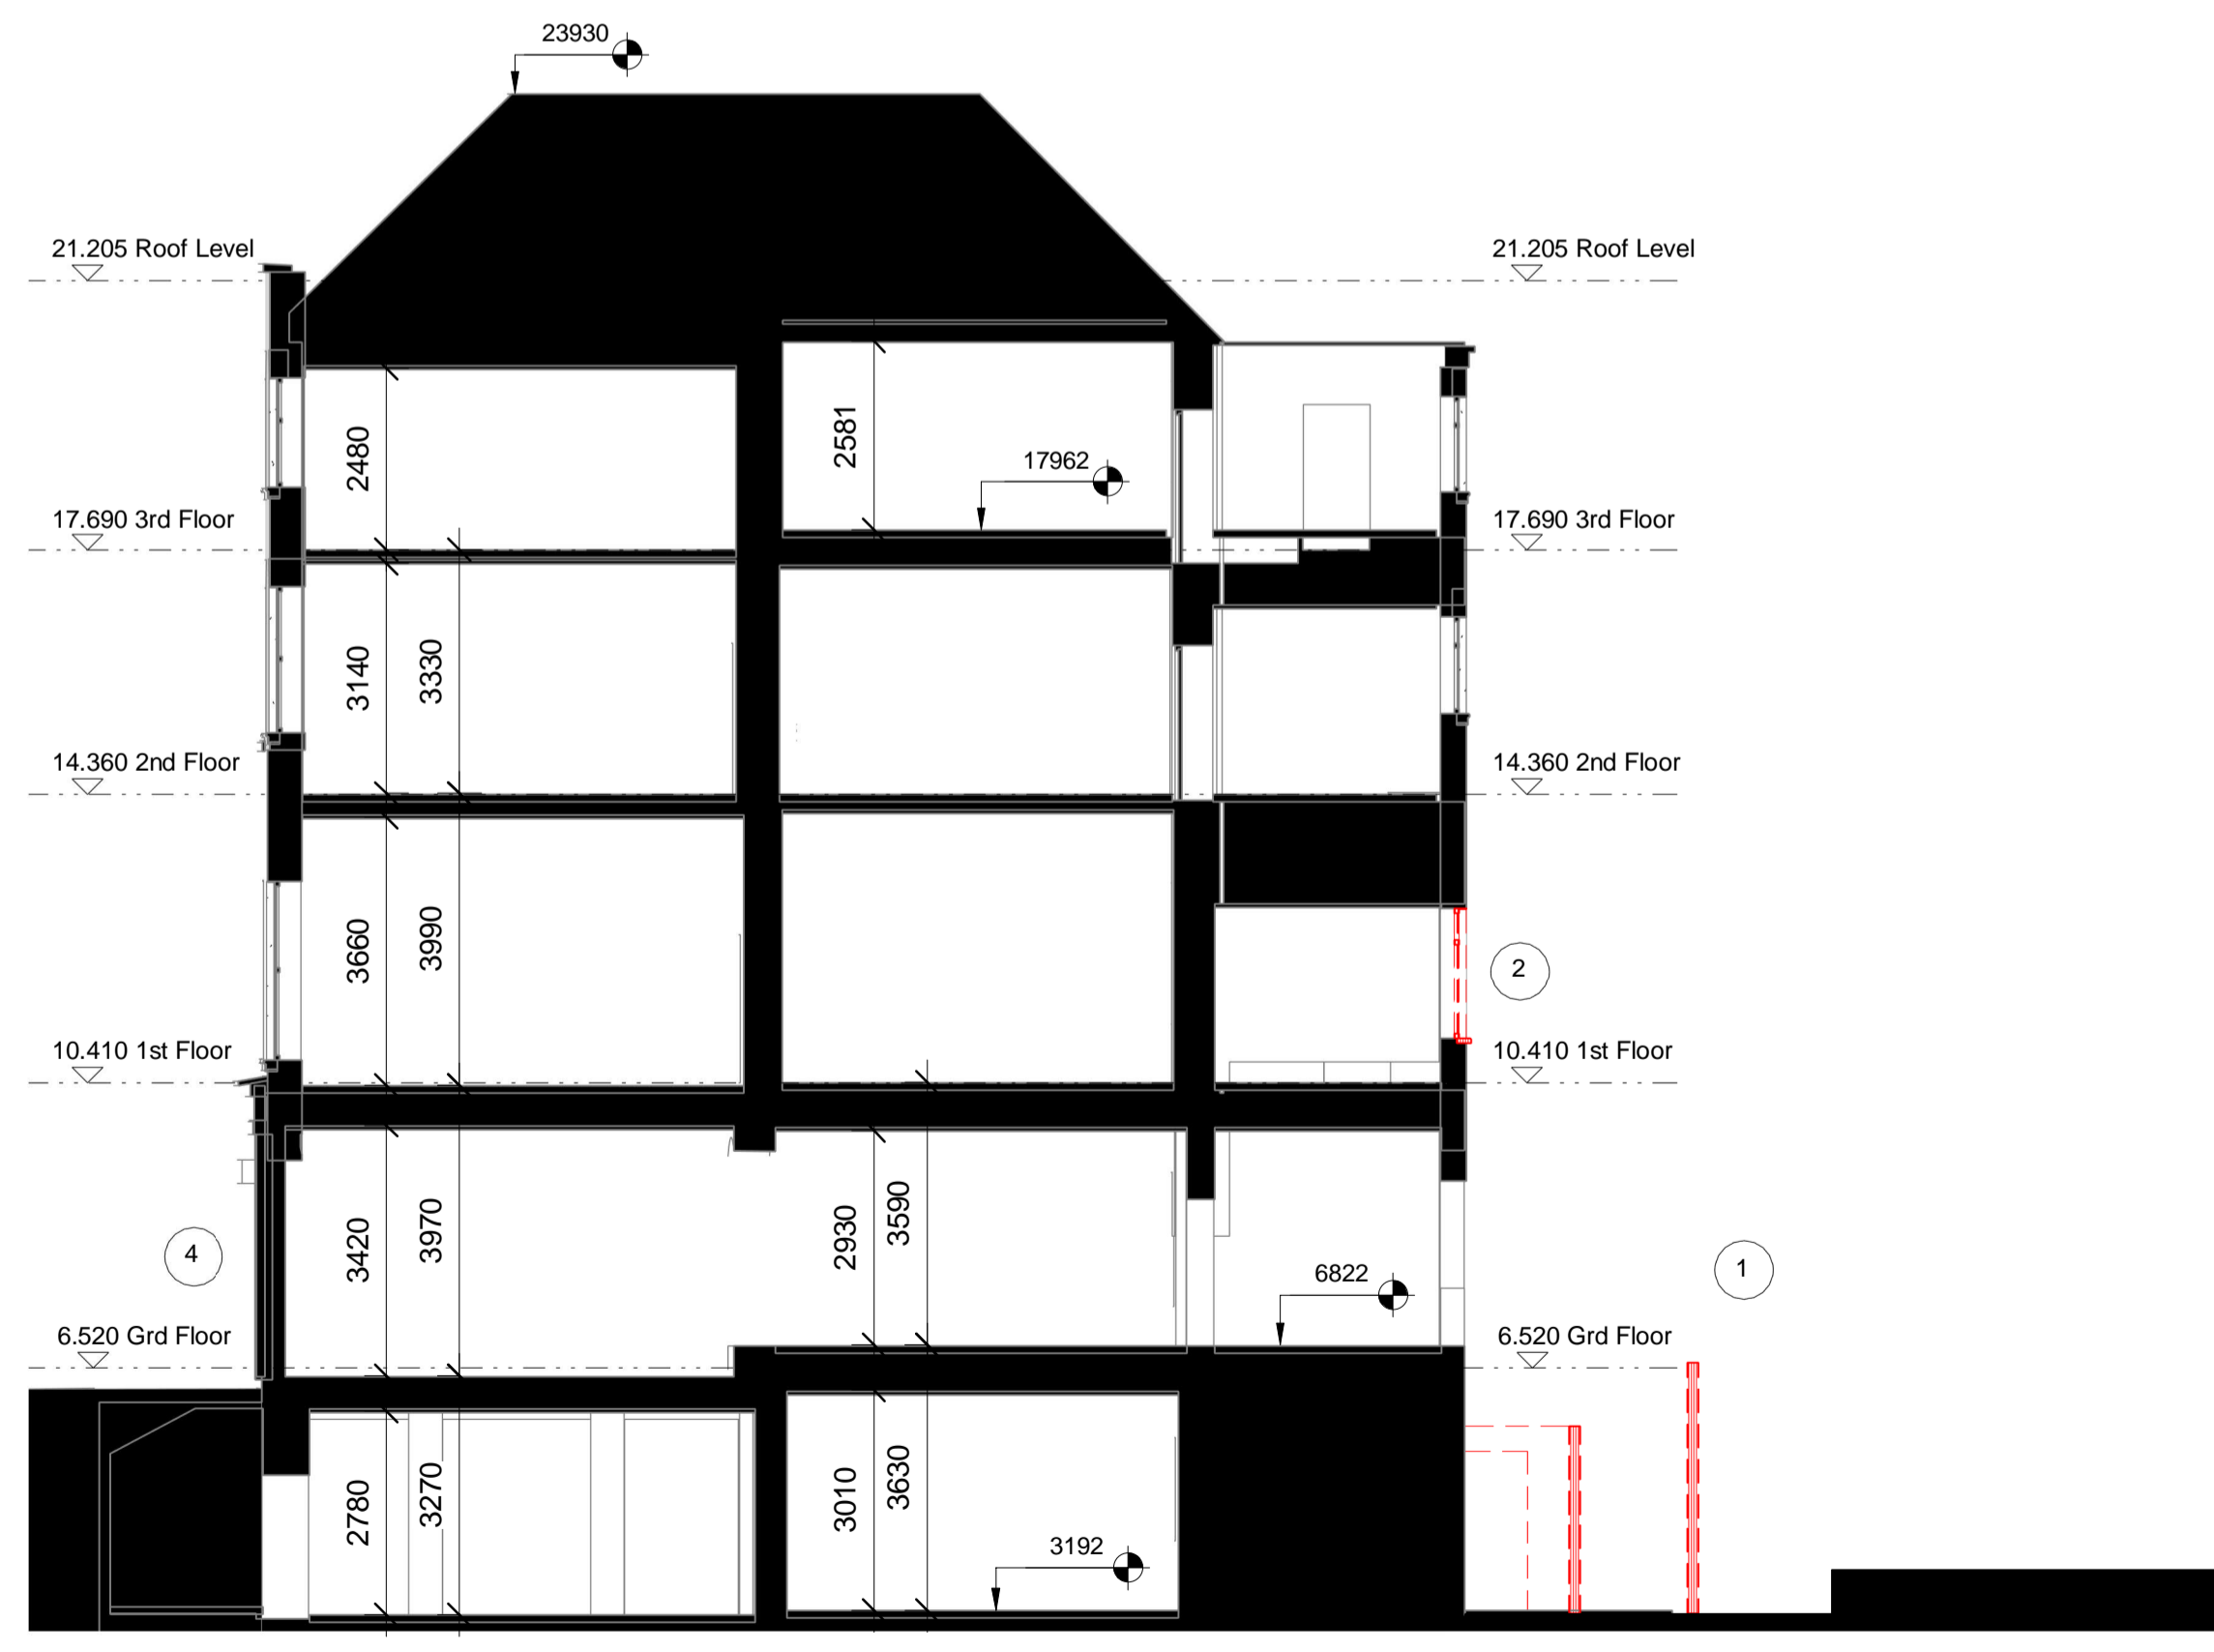 23930
21.205 Roof Level
21.205 Roof Level
2480
2581
17962
17.690 3rd Floor
17.690 3rd Floor
3140
3330
14.360 2nd Floor
14.360 2nd Floor
3660
3990
2
10.410 1st Floor
10.410 1st Floor
3420
3970
2930
3590
4
6822
1
6.520 Grd Floor
6.520 Grd Floor
2780
3270
3010
3630
3192